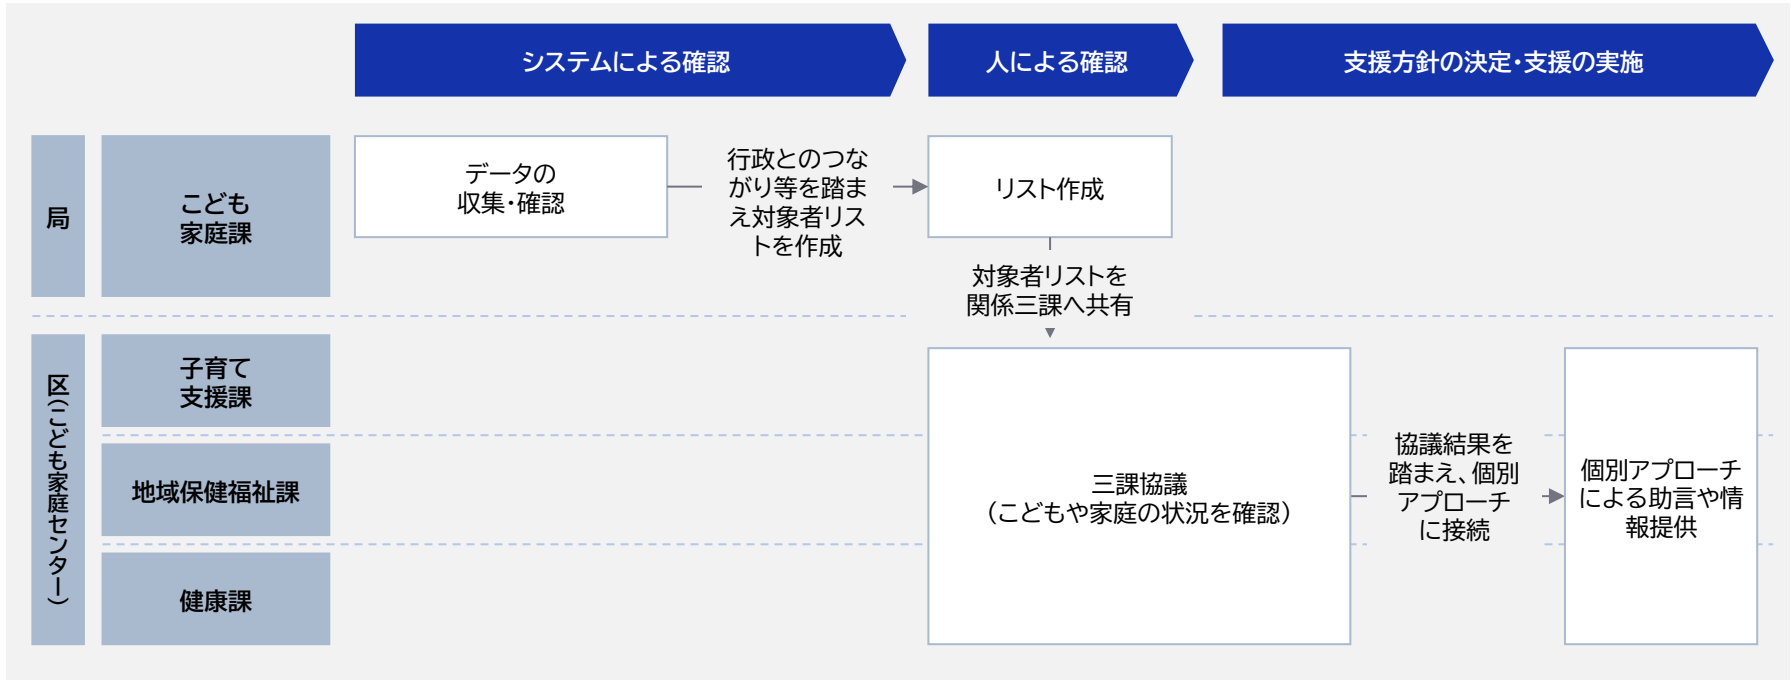 システムによる確認
人による確認
支援方針の決定・支援の実施
局
こども
家庭課
データの
収集・確認
行政とのつな
がり等を踏ま
え対象者リス
トを作成
リスト作成
対象者リストを
関係三課へ共有
区（こども家庭センター）
子育て
支援課
地域保健福祉課
健康課
三課協議
（こどもや家庭の状況を確認）
協議結果を
踏まえ、個別
アプローチ
に接続
個別アプローチ
による助言や情
報提供